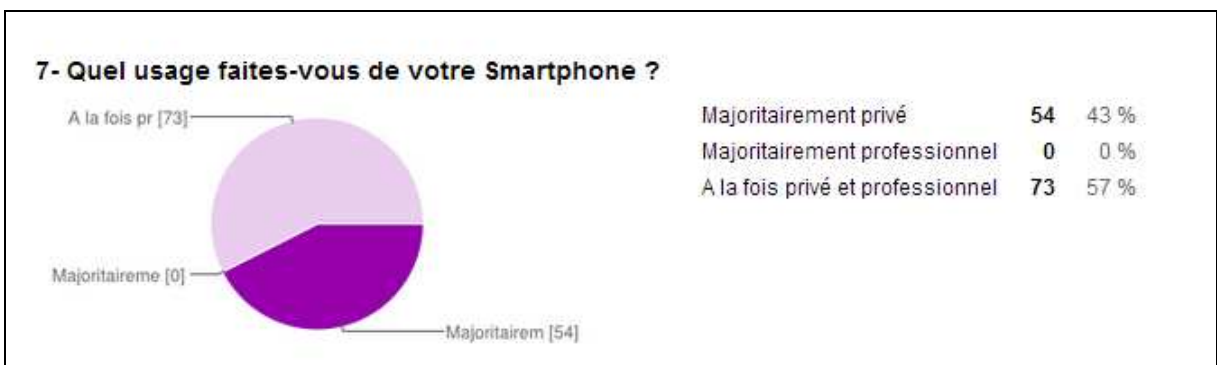 7- Quel usage faites-vous de votre Smartphone ?
A la fois pr [73]
Majoritaireme [0]
Majoritairem [54]
Majoritairement privé 54 43 %
Majoritairement professionnel 0 0 %
A la fois privé et professionnel 73 57 %